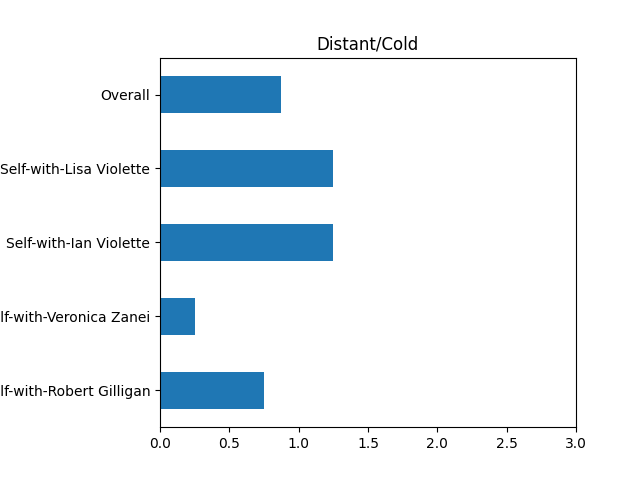 Distant/Cold
Overall
Self-with-Lisa Violette
Self-with-Ian Violette
lf-with-Veronica Zanei
lf-with-Robert Gilligan
0.0 0.5 1.0 1.5 2.0 2.5 3.0